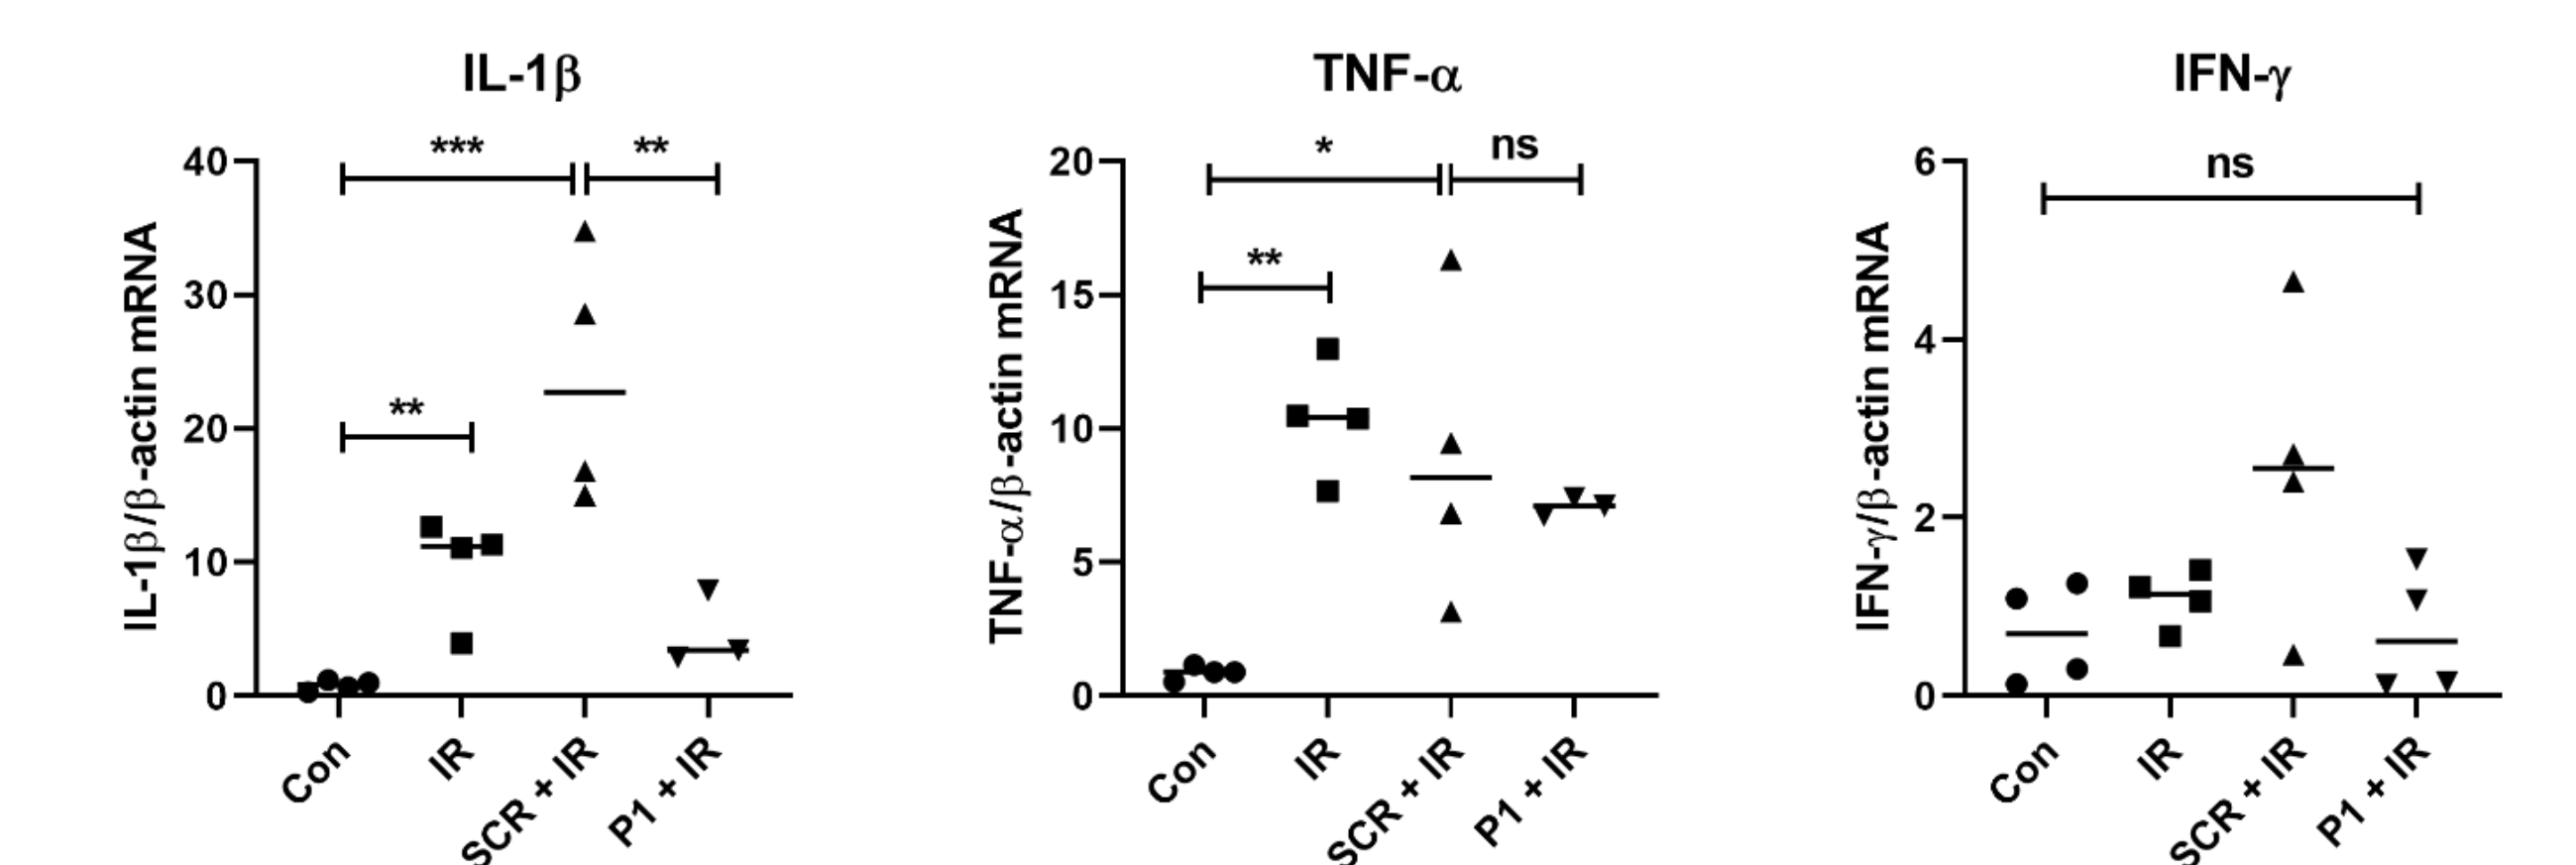 IL-1β
***
**
40
30
20
10
0
**
IL-1β/β-actin mRNA
Con
IR
SCR + IR
P1 + IR
TNF-α
*
ns
20
15
10
5
0
**
TNF-α/β-actin mRNA
Con
IR
SCR + IR
P1 + IR
IFN-γ
ns
6
4
2
0
IFN-γ/β-actin mRNA
Con
IR
SCR + IR
P1 + IR